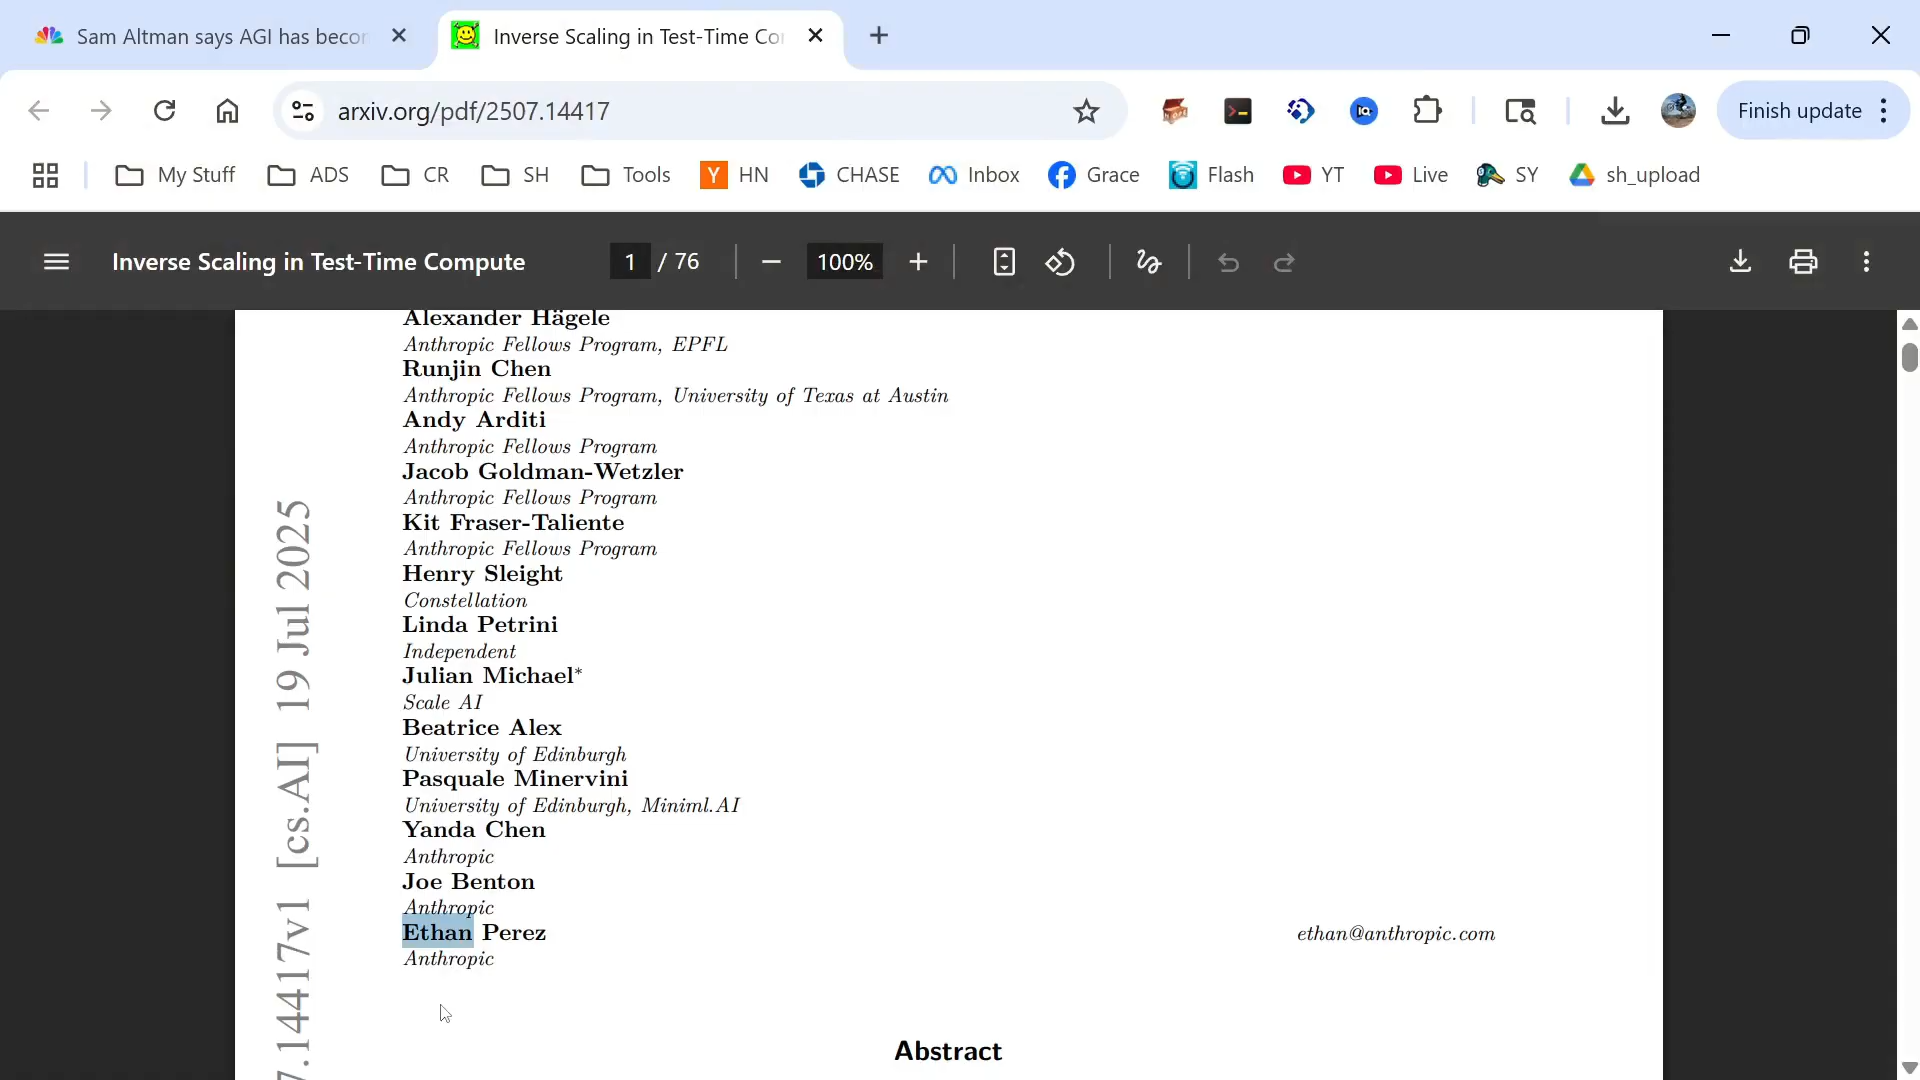 Sam Altman says AGI has becor
Inverse Scaling in Test-Time Co
arxiv.org/pdf/2507.14417
Finish update
My Stuff
ADS
CR
SH
Tools
Y HN
CHASE
Inbox
Grace
Flash
YT
Live
SY
sh_upload
Inverse Scaling in Test-Time Compute
1 / 76
100%
Alexander Hägele
Anthropic Fellows Program, EPFL
Runjin Chen
Anthropic Fellows Program, University of Texas at Austin
Andy Arditi
Anthropic Fellows Program
Jacob Goldman-Wetzler
Anthropic Fellows Program
Kit Fraser-Taliente
Anthropic Fellows Program
Henry Sleight
Constellation
Linda Petrini
Independent
Julian Michael*
Scale AI
Beatrice Alex
University of Edinburgh
Pasquale Minervini
University of Edinburgh, Miniml.AI
Yanda Chen
Anthropic
Joe Benton
Anthropic
Ethan Perez ethan@anthropic.com
Anthropic
7.14417v1 [cs.AI] 19 Jul 2025
Abstract